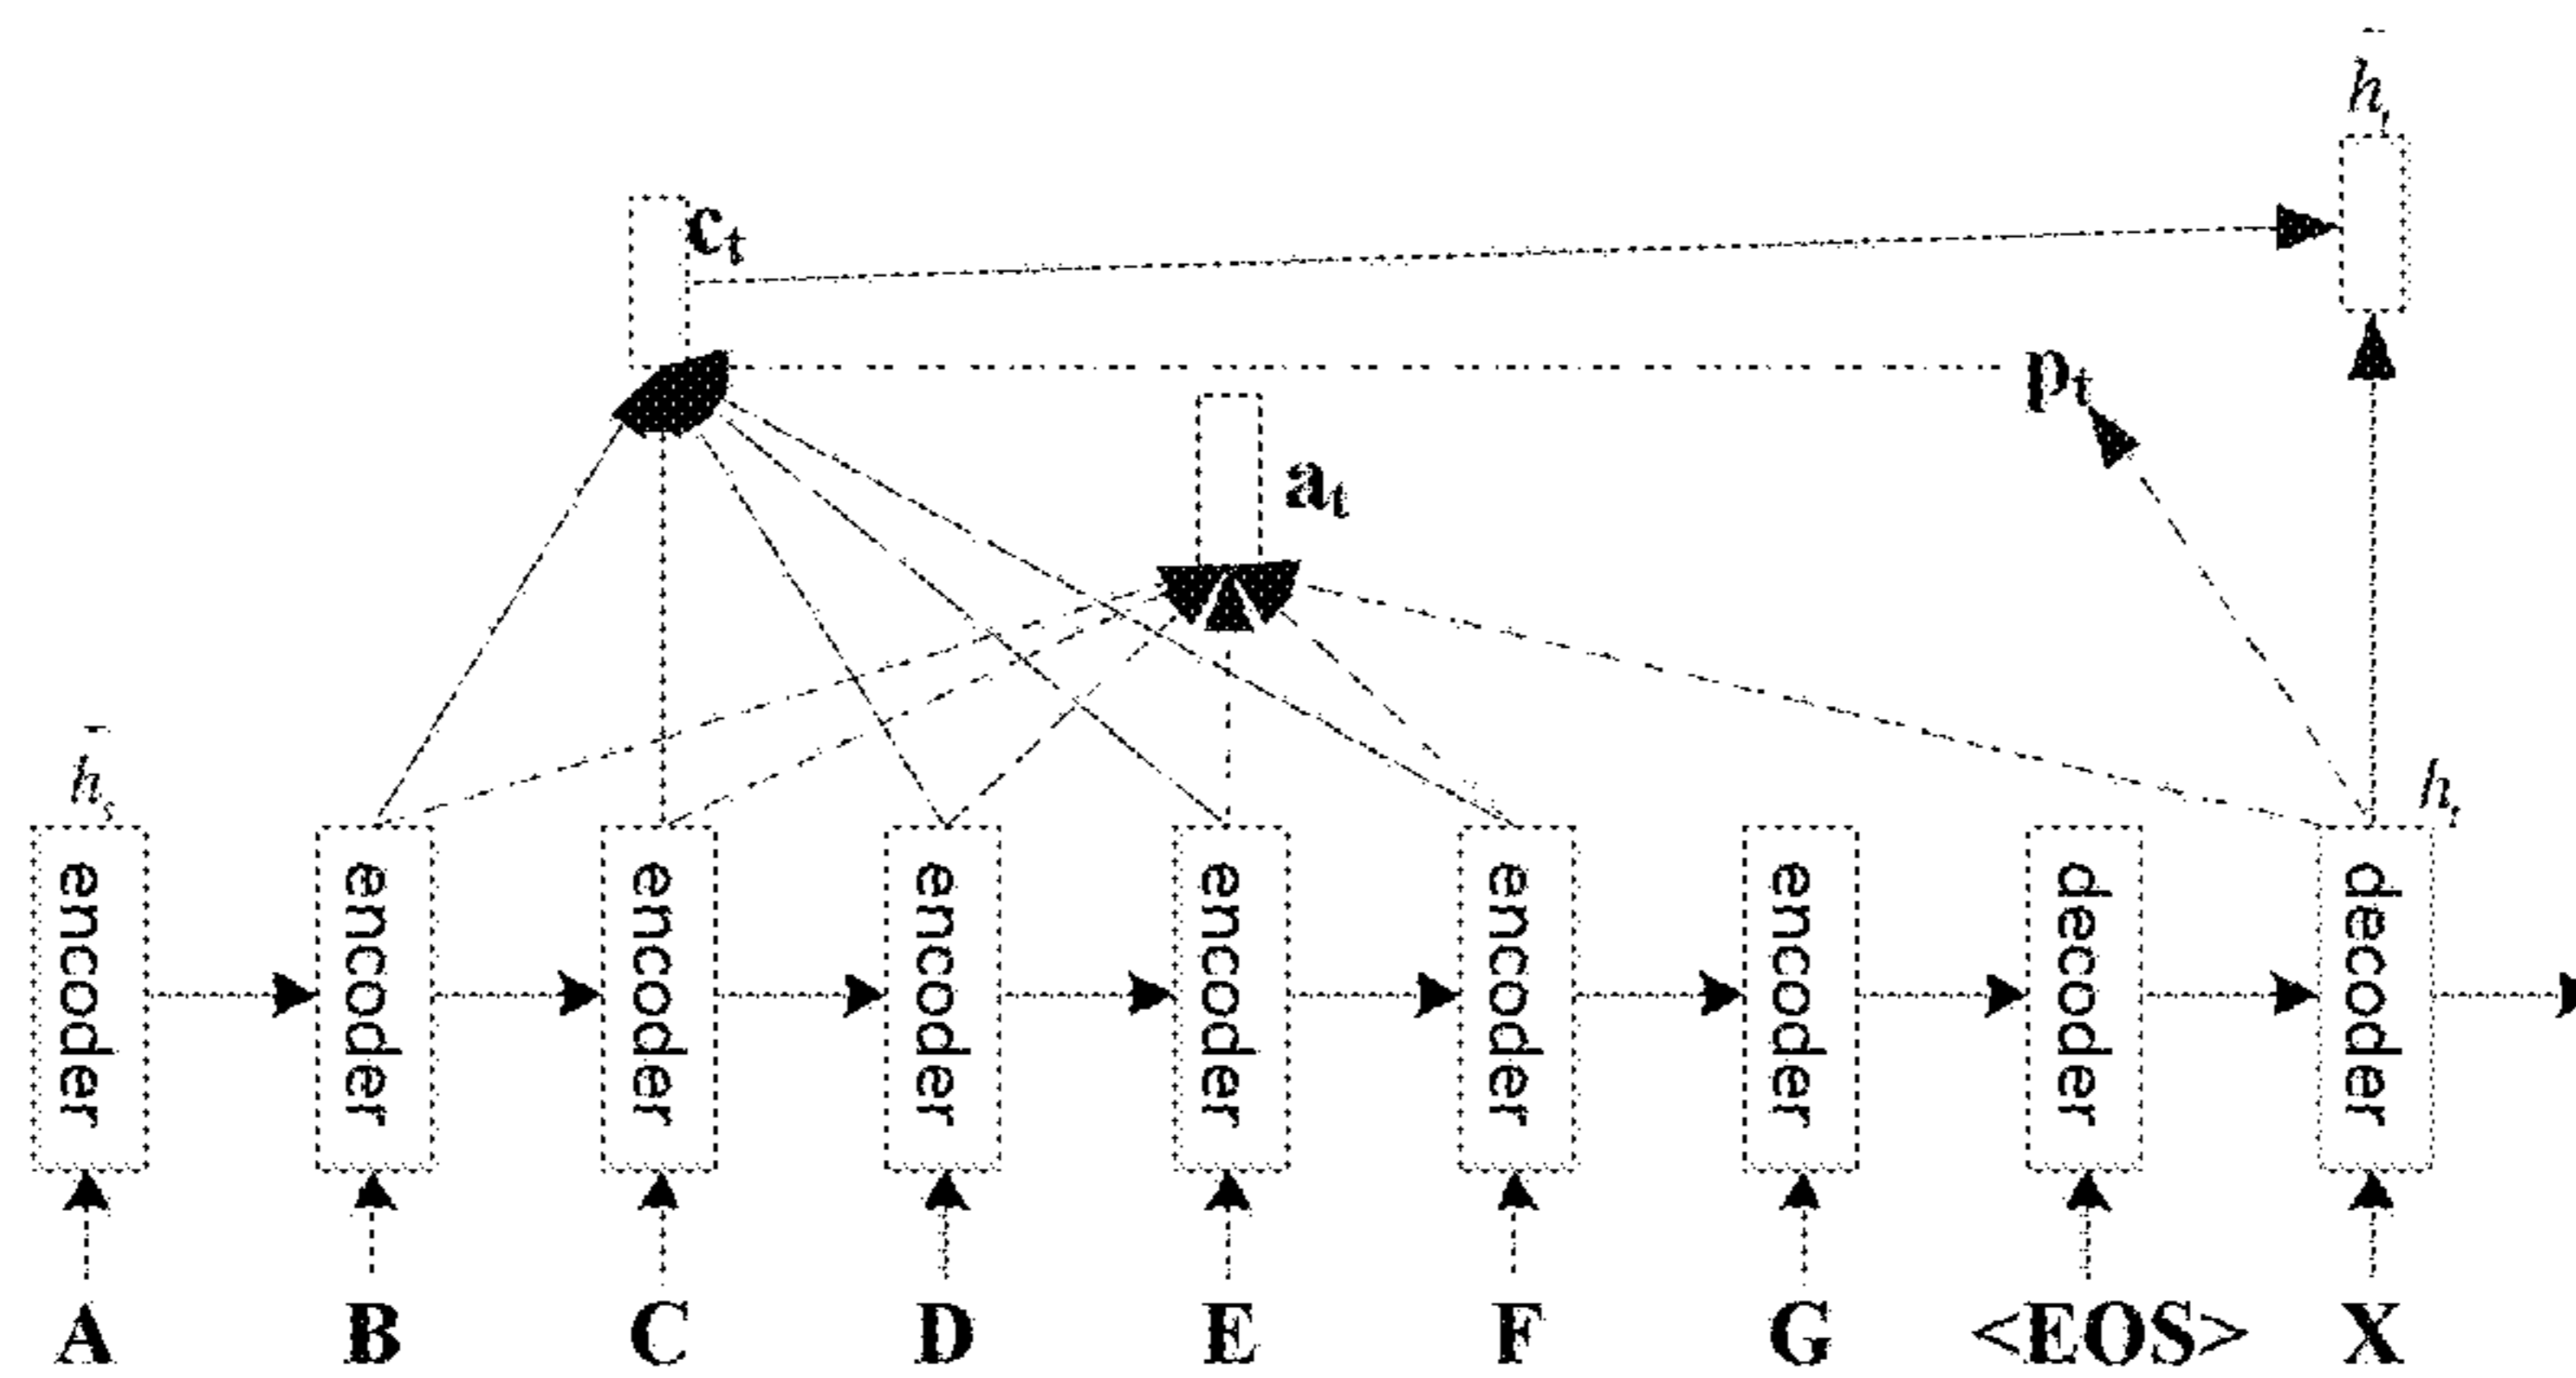 h̃t
ct
pt
at
h̄s
ht
encoder encoder encoder encoder encoder encoder encoder decoder decoder
A B C D E F G <EOS> X